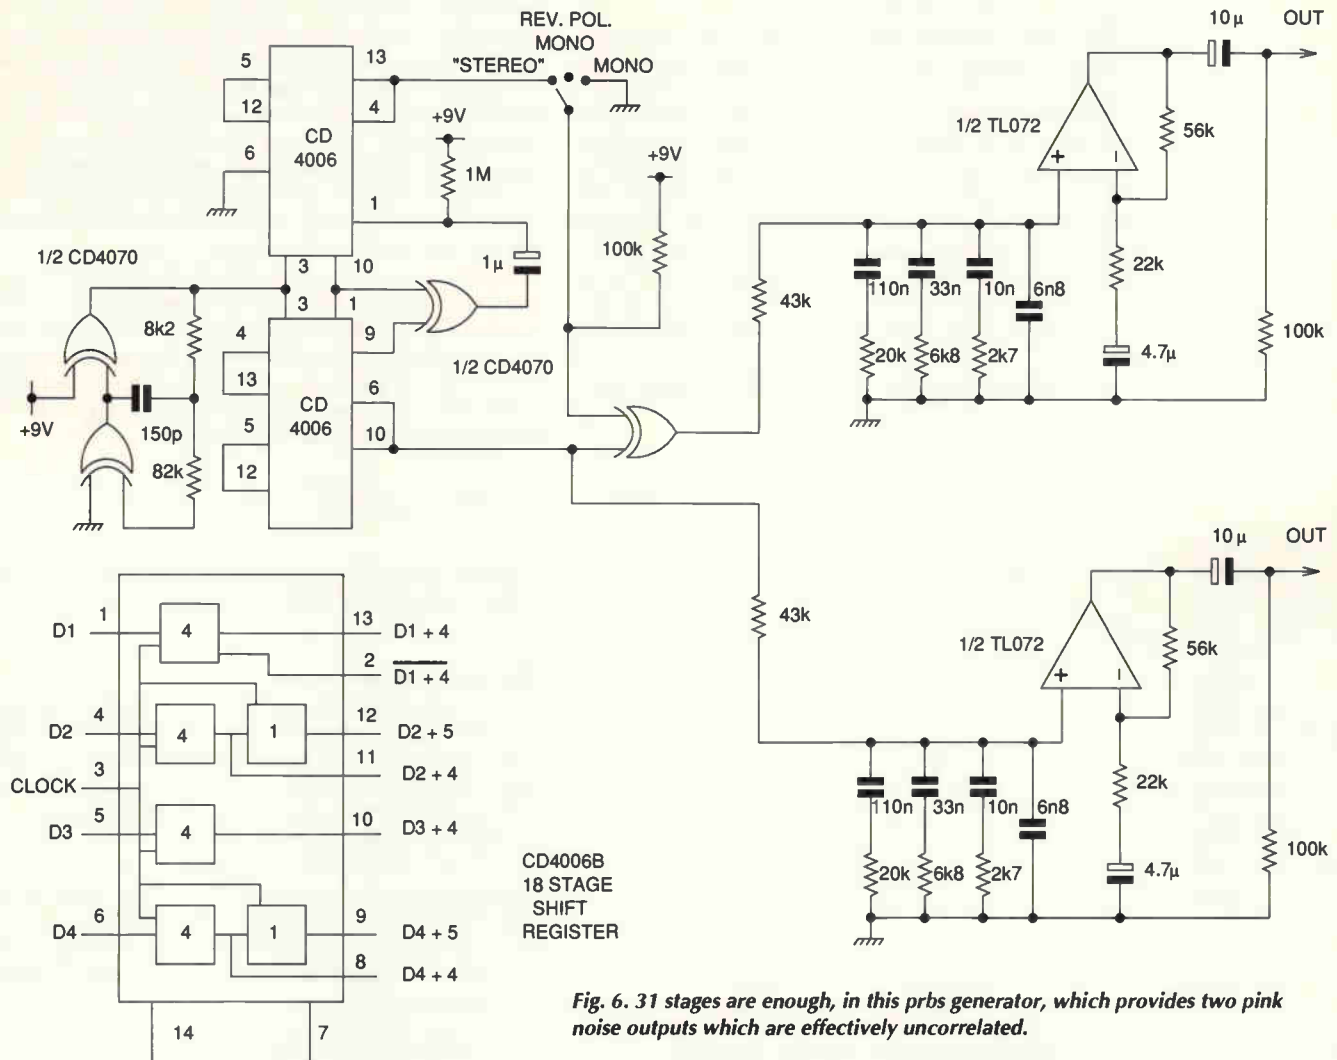 REV. POL.
MONO
"STEREO"
MONO
5
13
12
4
CD
4006
6
1
+9V
1M
1/2 CD4070
3
10
1µ
+9V
100k
8k2
3
1
4
9
1/2 CD4070
13
CD
4006
6
+9V
150p
5
10
82k
12
10 µ
OUT
1/2 TL072
56k
+
–
22k
43k
110n
33n
10n
6n8
20k
6k8
2k7
4.7µ
100k
10 µ
OUT
43k
1/2 TL072
56k
+
–
22k
110n
33n
10n
6n8
20k
6k8
2k7
4.7µ
100k
1
D1
4
13
D1 + 4
2
D1 + 4
4
D2
4
1
12
D2 + 5
11
D2 + 4
3
CLOCK
5
D3
4
10
D3 + 4
6
D4
4
1
9
D4 + 5
8
D4 + 4
14
7
CD4006B
18 STAGE
SHIFT
REGISTER
Fig. 6. 31 stages are enough, in this prbs generator, which provides two pink
noise outputs which are effectively uncorrelated.